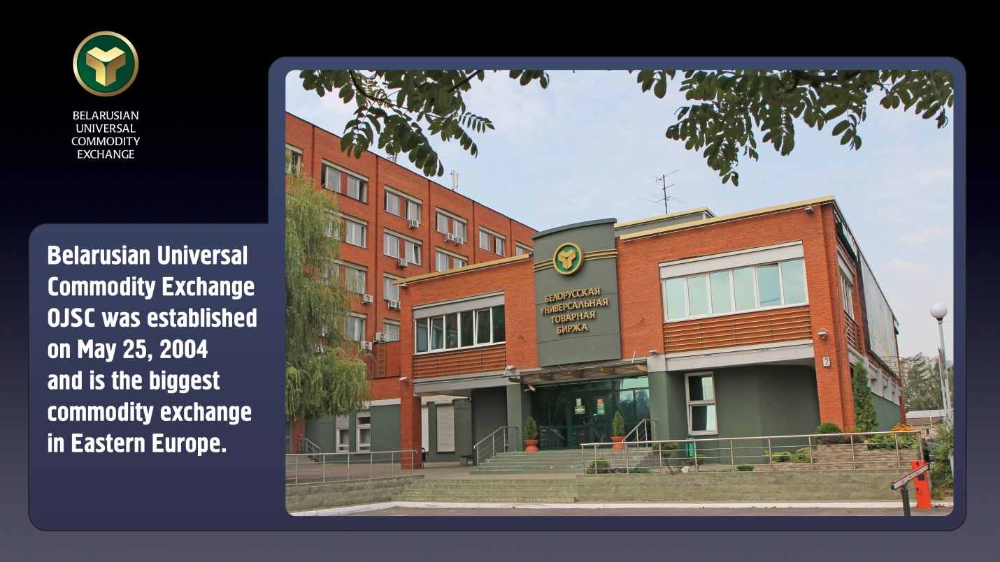 BELARUSIAN
UNIVERSAL
COMMODITY
EXCHANGE
Belarusian Universal
Commodity Exchange
OJSC was established
on May 25, 2004
and is the biggest
commodity exchange
in Eastern Europe.
БЕЛОРУССКАЯ
УНИВЕРСАЛЬНАЯ
ТОВАРНАЯ
БИРЖА
2